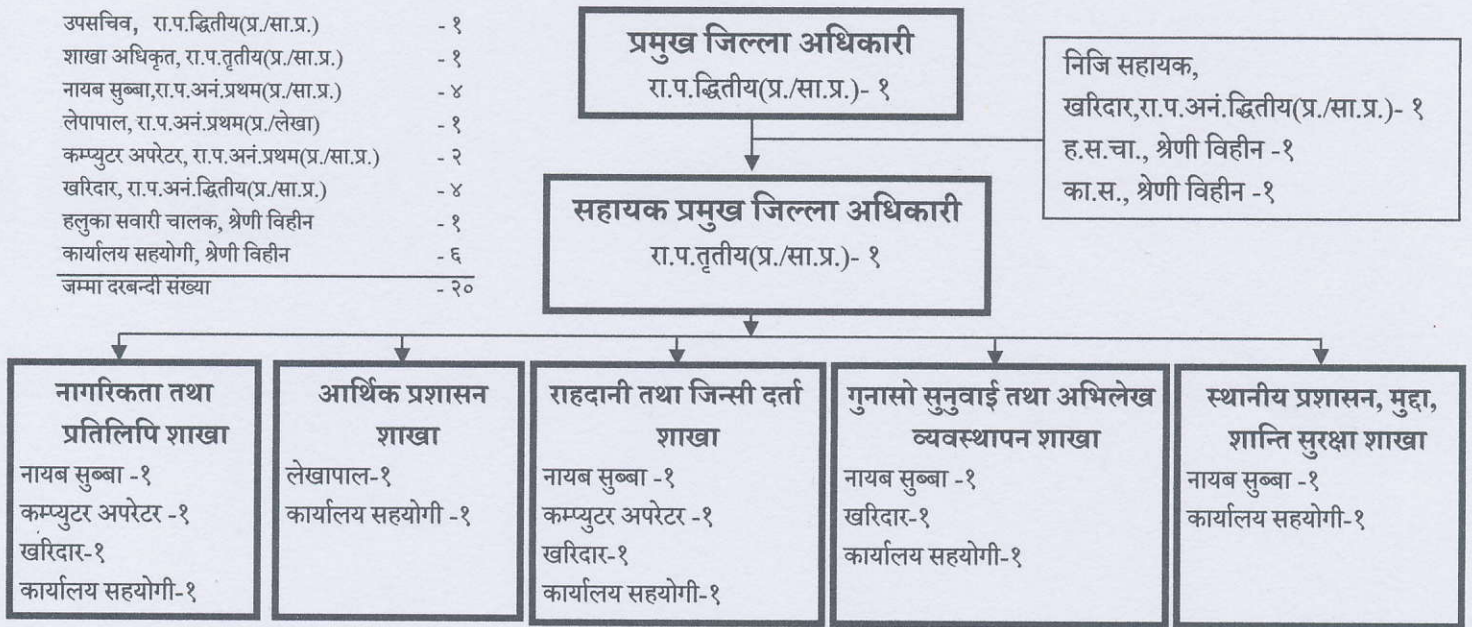 उपसचिव, रा.प.द्धितीय(प्र./सा.प्र.) - १
शाखा अधिकृत, रा.प.तृतीय(प्र./सा.प्र.) - १
नायब सुब्बा,रा.प.अनं.प्रथम(प्र./सा.प्र.) - ४
लेपापाल, रा.प.अनं.प्रथम(प्र./लेखा) - १
कम्प्युटर अपरेटर, रा.प.अनं.प्रथम(प्र./सा.प्र.) - २
खरिदार, रा.प.अनं.द्धितीय(प्र./सा.प्र.) - ४
हलुका सवारी चालक, श्रेणी विहीन - १
कार्यालय सहयोगी, श्रेणी विहीन - ६
जम्मा दरबन्दी संख्या - २०
प्रमुख जिल्ला अधिकारी
रा.प.द्धितीय(प्र./सा.प्र.)- १
निजि सहायक,
खरिदार,रा.प.अनं.द्धितीय(प्र./सा.प्र.)- १
ह.स.चा., श्रेणी विहीन -१
का.स., श्रेणी विहीन -१
सहायक प्रमुख जिल्ला अधिकारी
रा.प.तृतीय(प्र./सा.प्र.)- १
नागरिकता तथा
प्रतिलिपि शाखा
नायब सुब्बा -१
कम्प्युटर अपरेटर -१
खरिदार-१
कार्यालय सहयोगी-१
आर्थिक प्रशासन
शाखा
लेखापाल-१
कार्यालय सहयोगी -१
राहदानी तथा जिन्सी दर्ता
शाखा
नायब सुब्बा -१
कम्प्युटर अपरेटर -१
खरिदार-१
कार्यालय सहयोगी-१
गुनासो सुनुवाई तथा अभिलेख
व्यवस्थापन शाखा
नायब सुब्बा -१
खरिदार-१
कार्यालय सहयोगी-१
स्थानीय प्रशासन, मुद्दा,
शान्ति सुरक्षा शाखा
नायब सुब्बा -१
कार्यालय सहयोगी-१